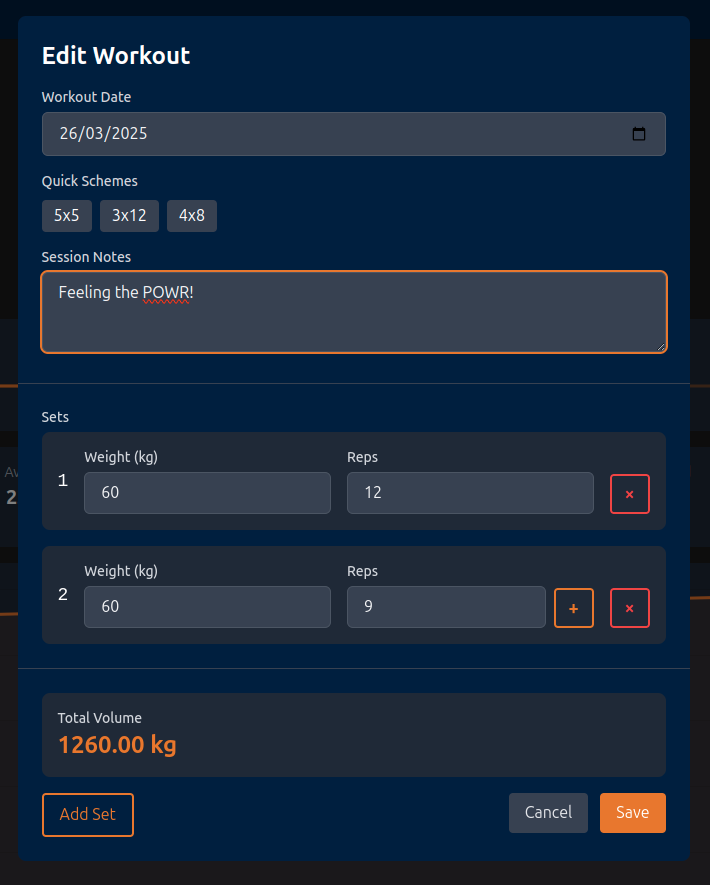 Edit Workout
Workout Date
26/03/2025
Quick Schemes
5x5 3x12 4x8
Session Notes
Feeling the POWR!
Sets
Weight (kg) Reps
1 60 12 ×
Weight (kg) Reps
2 60 9 + ×
Total Volume
1260.00 kg
Add Set Cancel Save
Av
2